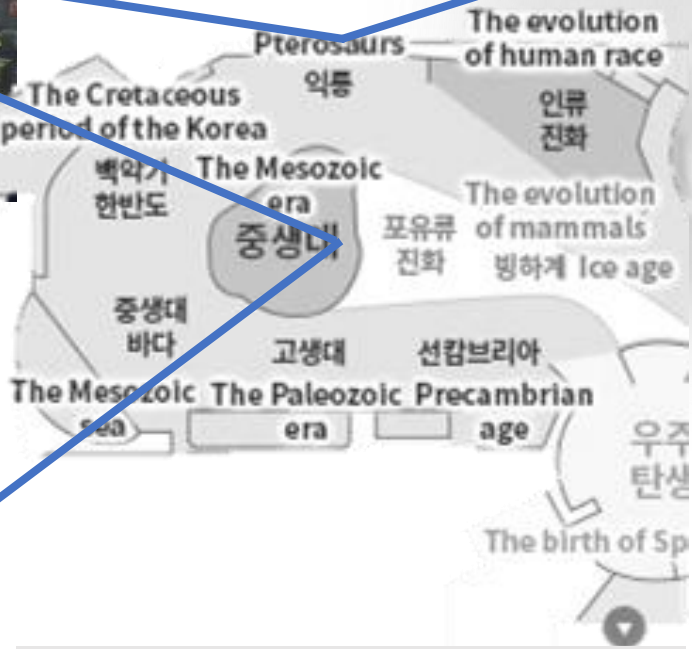 The evolution
of human race
Pterosaurs
익룡
인류
진화
The Cretaceous
period of the Korea
백악기
한반도
The Mesozoic
era
중생대
The evolution
of mammals
포유류
진화
빙하계 Ice age
중생대
바다
The Mesozoic
sea
고생대
The Paleozoic
era
선캄브리아
Precambrian
age
우주
탄생
The birth of Sp